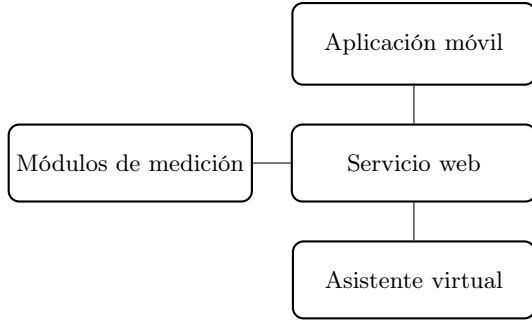 Aplicación móvil
Módulos de medición
Servicio web
Asistente virtual